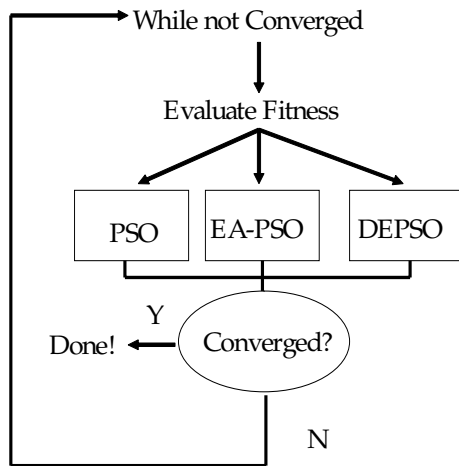 While not Converged
Evaluate Fitness
PSO
EA-PSO
DEPSO
Y
Done!
Converged?
N